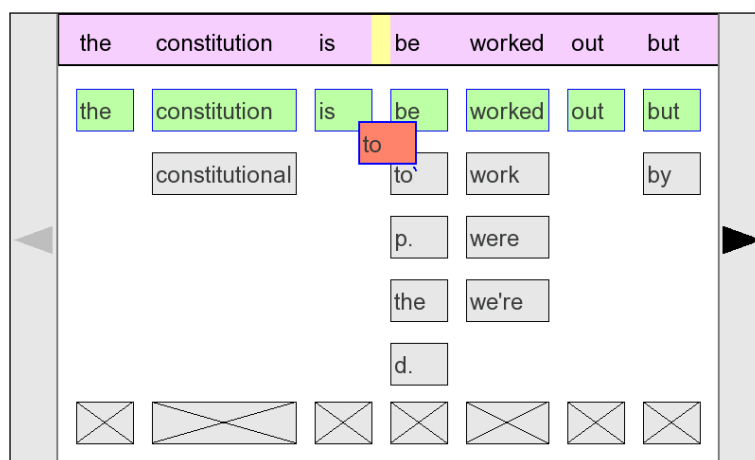 the constitution is be worked out but
the constitution is be worked out but
to
constitutional to work by
p. were
the we're
d.